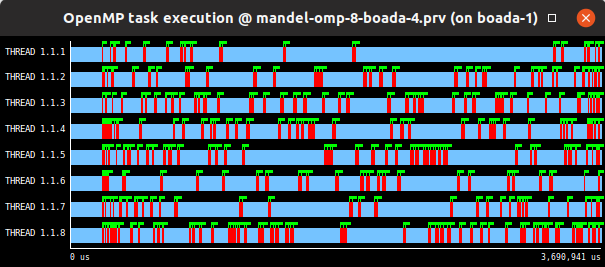 OpenMP task execution @ mandel-omp-8-boada-4.prv (on boada-1)
THREAD 1.1.1
THREAD 1.1.2
THREAD 1.1.3
THREAD 1.1.4
THREAD 1.1.5
THREAD 1.1.6
THREAD 1.1.7
THREAD 1.1.8
0 us 3,690,941 us